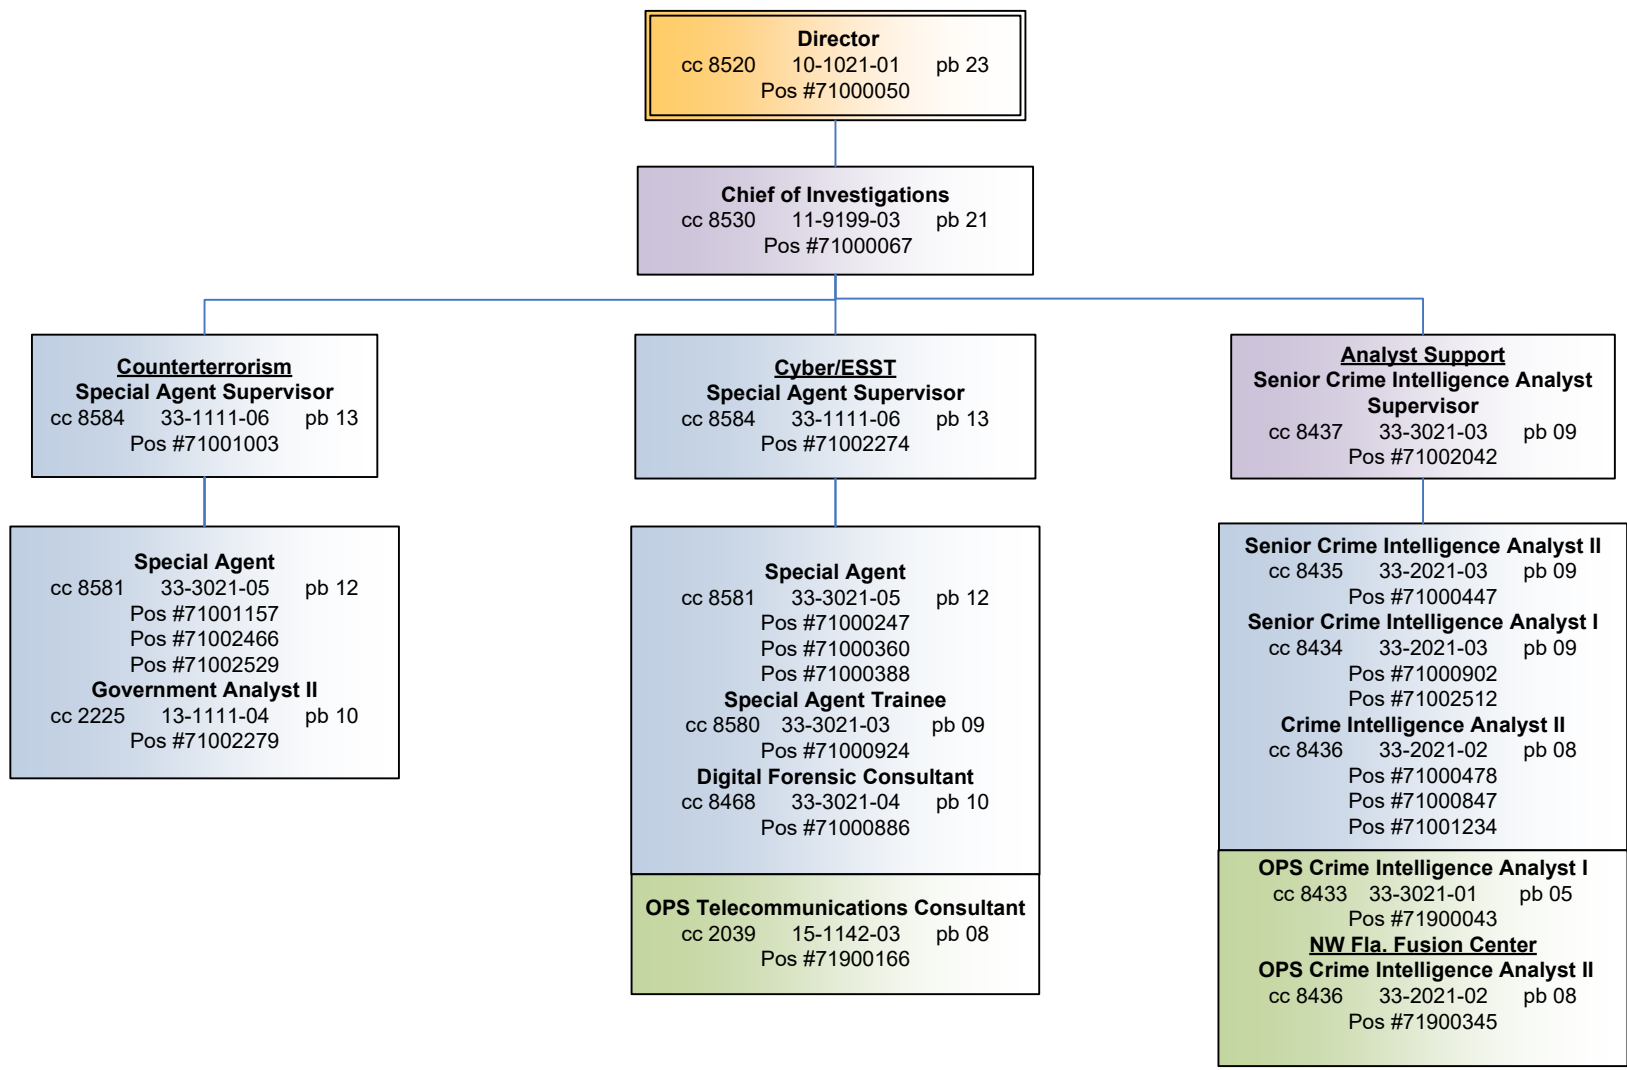 Director
cc 8520 10-1021-01 pb 23
Pos #71000050
Chief of Investigations
cc 8530 11-9199-03 pb 21
Pos #71000067
Counterterrorism
Special Agent Supervisor
cc 8584 33-1111-06 pb 13
Pos #71001003
Cyber/ESST
Special Agent Supervisor
cc 8584 33-1111-06 pb 13
Pos #71002274
Analyst Support
Senior Crime Intelligence Analyst
Supervisor
cc 8437 33-3021-03 pb 09
Pos #71002042
Special Agent
cc 8581 33-3021-05 pb 12
Pos #71001157
Pos #71002466
Pos #71002529
Government Analyst II
cc 2225 13-1111-04 pb 10
Pos #71002279
Special Agent
cc 8581 33-3021-05 pb 12
Pos #71000247
Pos #71000360
Pos #71000388
Special Agent Trainee
cc 8580 33-3021-03 pb 09
Pos #71000924
Digital Forensic Consultant
cc 8468 33-3021-04 pb 10
Pos #71000886
OPS Telecommunications Consultant
cc 2039 15-1142-03 pb 08
Pos #71900166
Senior Crime Intelligence Analyst II
cc 8435 33-2021-03 pb 09
Pos #71000447
Senior Crime Intelligence Analyst I
cc 8434 33-2021-03 pb 09
Pos #71000902
Pos #71002512
Crime Intelligence Analyst II
cc 8436 33-2021-02 pb 08
Pos #71000478
Pos #71000847
Pos #71001234
OPS Crime Intelligence Analyst I
cc 8433 33-3021-01 pb 05
Pos #71900043
NW Fla. Fusion Center
OPS Crime Intelligence Analyst II
cc 8436 33-2021-02 pb 08
Pos #71900345